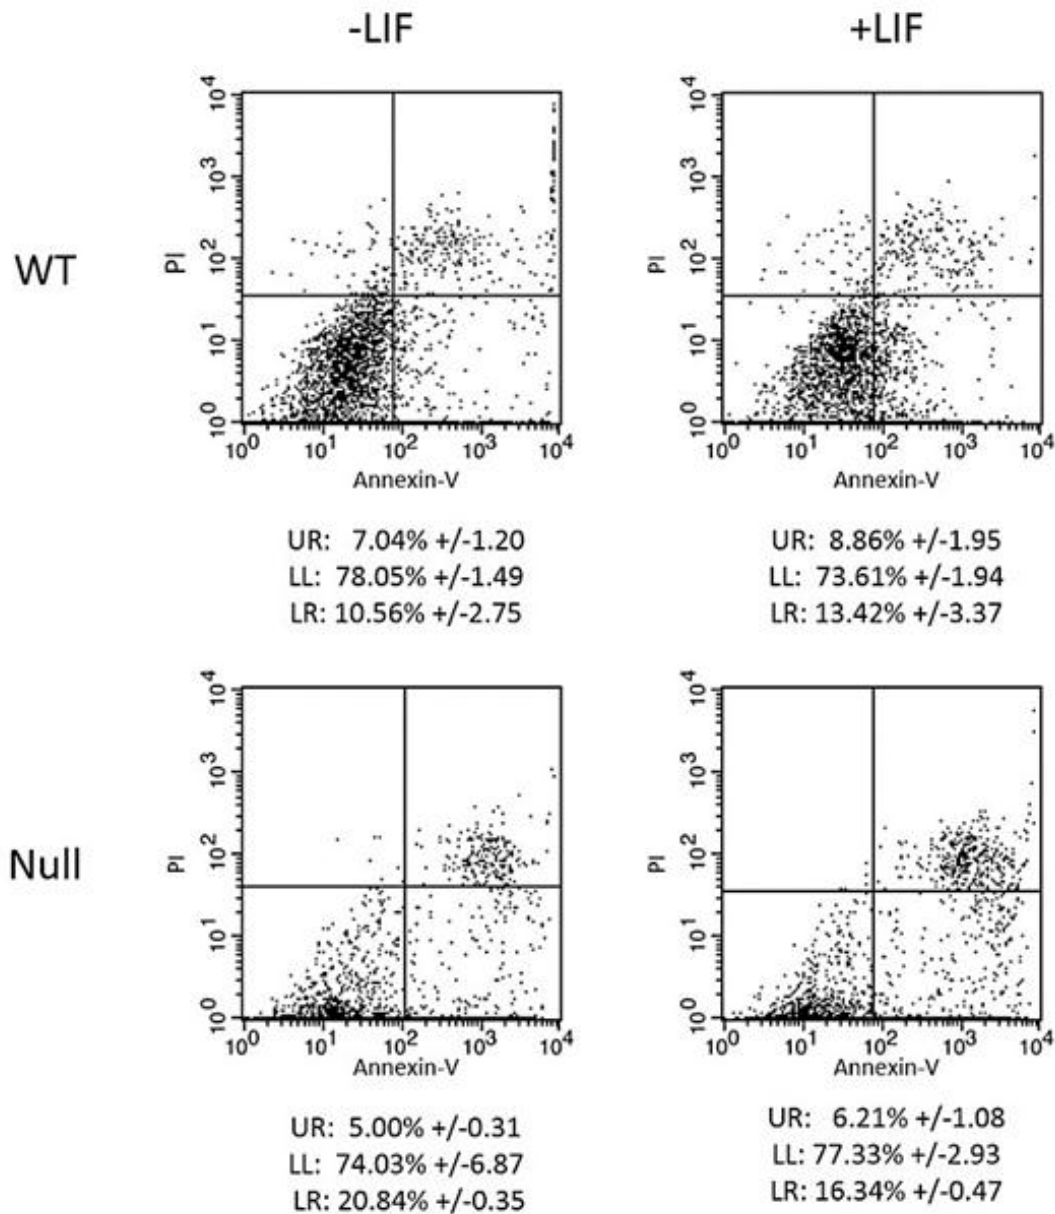 -LIF +LIF
WT
10^4 10^3 10^2 10^1 10^0
PI
10^0 10^1 10^2 10^3 10^4
Annexin-V
10^4 10^3 10^2 10^1 10^0
PI
10^0 10^1 10^2 10^3 10^4
Annexin-V
UR: 7.04% +/-1.20
LL: 78.05% +/-1.49
LR: 10.56% +/-2.75
UR: 8.86% +/-1.95
LL: 73.61% +/-1.94
LR: 13.42% +/-3.37
Null
10^4 10^3 10^2 10^1 10^0
PI
10^0 10^1 10^2 10^3 10^4
Annexin-V
10^4 10^3 10^2 10^1 10^0
PI
10^0 10^1 10^2 10^3 10^4
Annexin-V
UR: 5.00% +/-0.31
LL: 74.03% +/-6.87
LR: 20.84% +/-0.35
UR: 6.21% +/-1.08
LL: 77.33% +/-2.93
LR: 16.34% +/-0.47